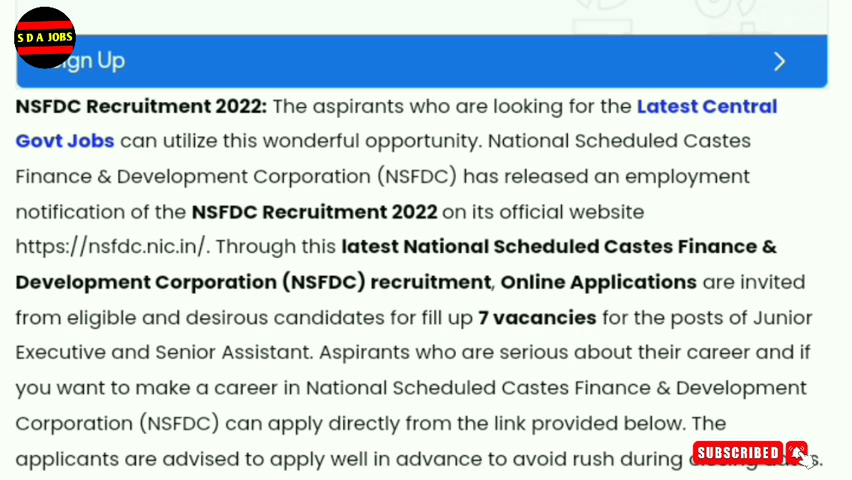 S D A JOBS
Sign Up
NSFDC Recruitment 2022: The aspirants who are looking for the Latest Central
Govt Jobs can utilize this wonderful opportunity. National Scheduled Castes
Finance & Development Corporation (NSFDC) has released an employment
notification of the NSFDC Recruitment 2022 on its official website
https://nsfdc.nic.in/. Through this latest National Scheduled Castes Finance &
Development Corporation (NSFDC) recruitment, Online Applications are invited
from eligible and desirous candidates for fill up 7 vacancies for the posts of Junior
Executive and Senior Assistant. Aspirants who are serious about their career and if
you want to make a career in National Scheduled Castes Finance & Development
Corporation (NSFDC) can apply directly from the link provided below. The
applicants are advised to apply well in advance to avoid rush during
SUBSCRIBED